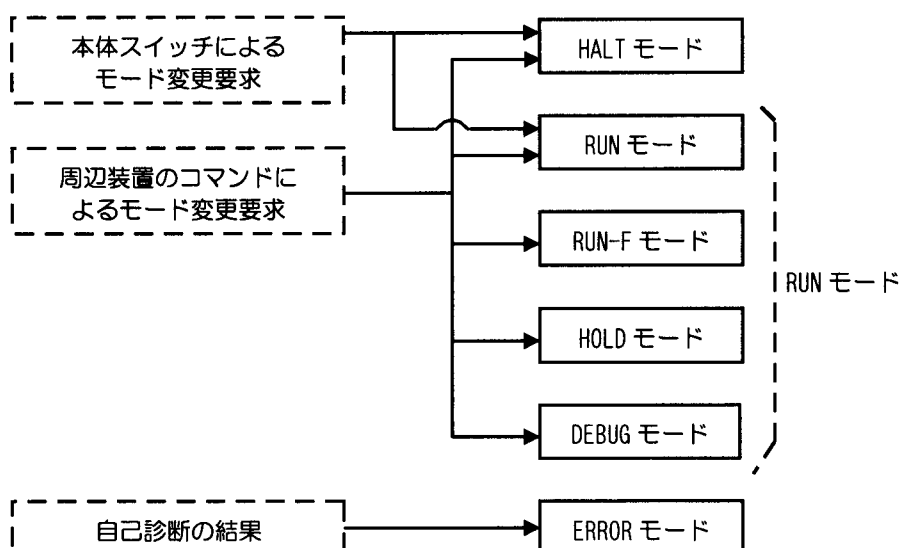 本体スイッチによる
モード変更要求
周辺装置のコマンドに
よるモード変更要求
自己診断の結果
HALT モード
RUN モード
RUN-F モード
HOLD モード
DEBUG モード
ERROR モード
RUN モード